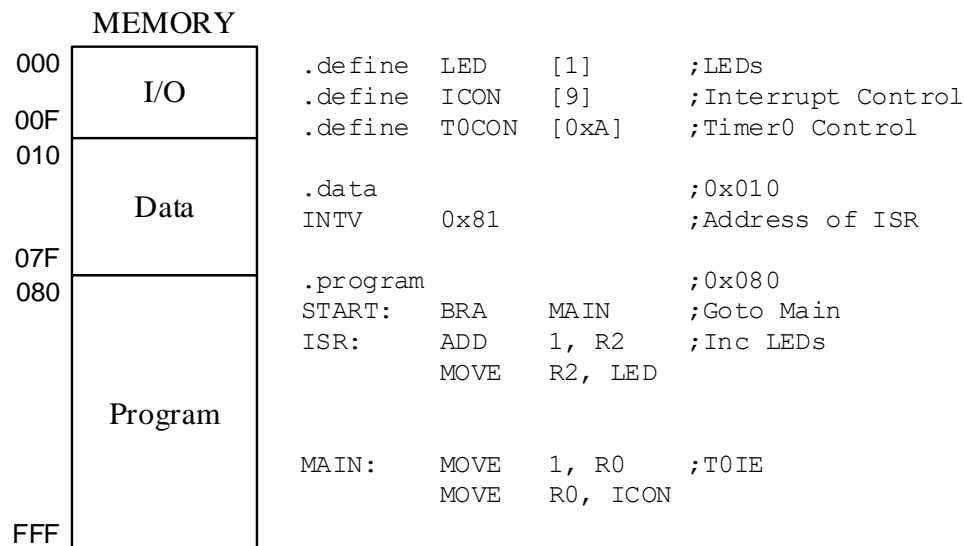 MEMORY
000
I/O
00F
010
Data
07F
080
Program
FFF
.define LED [1] ;LEDs
.define ICON [9] ;Interrupt Control
.define T0CON [0xA] ;Timer0 Control
.data ;0x010
INTV 0x81 ;Address of ISR
.program ;0x080
START: BRA MAIN ;Goto Main
ISR: ADD 1, R2 ;Inc LEDs
MOVE R2, LED
MAIN: MOVE 1, R0 ;T0IE
MOVE R0, ICON